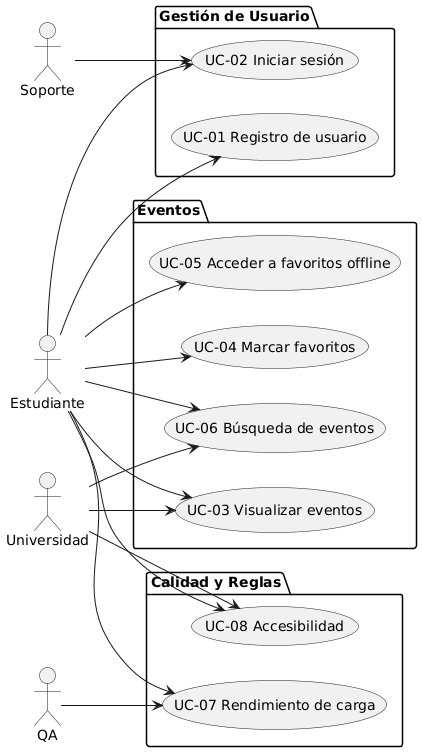 Gestión de Usuario
UC-02 Iniciar sesión
Soporte
UC-01 Registro de usuario
Eventos
UC-05 Acceder a favoritos offline
UC-04 Marcar favoritos
Estudiante
UC-06 Búsqueda de eventos
UC-03 Visualizar eventos
Universidad
Calidad y Reglas
UC-08 Accesibilidad
UC-07 Rendimiento de carga
QA